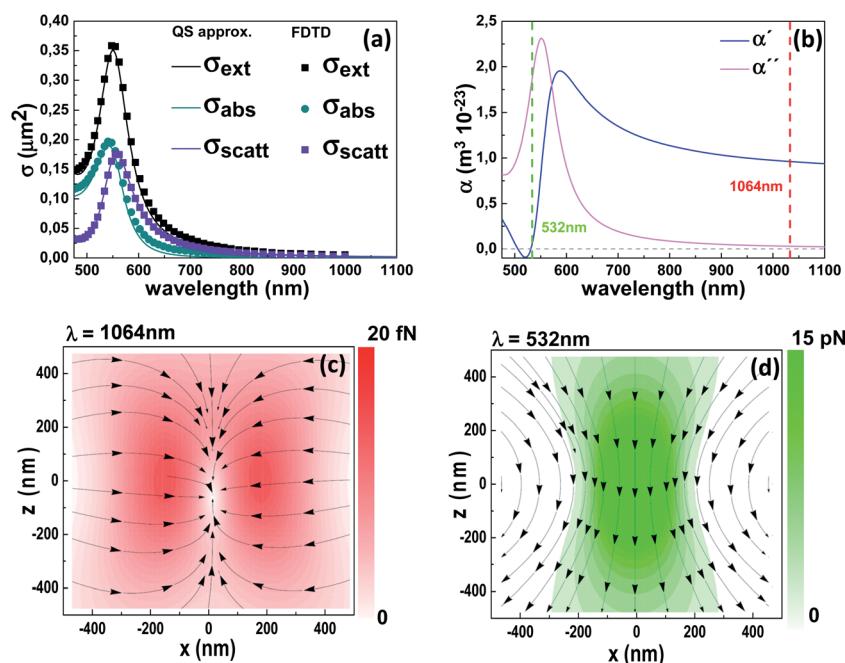 QS approx. FDTD (a)
σext σext
σabs σabs
σscatt σscatt
0,40
0,35
0,30
0,25
0,20
0,15
0,10
0,05
0,00
σ (μm²)
500 600 700 800 900 1000 1100
wavelength (nm)
(b)
α´
α´´
2,5
2,0
1,5
1,0
0,5
0,0
α (m³ 10⁻²³)
532nm
1064nm
500 600 700 800 900 1000 1100
wavelength (nm)
λ = 1064nm
20 fN
(c)
400
200
0
-200
-400
z (nm)
0
-400 -200 0 200 400
x (nm)
λ = 532nm
15 pN
(d)
400
200
0
-200
-400
z (nm)
0
-400 -200 0 200 400
x (nm)